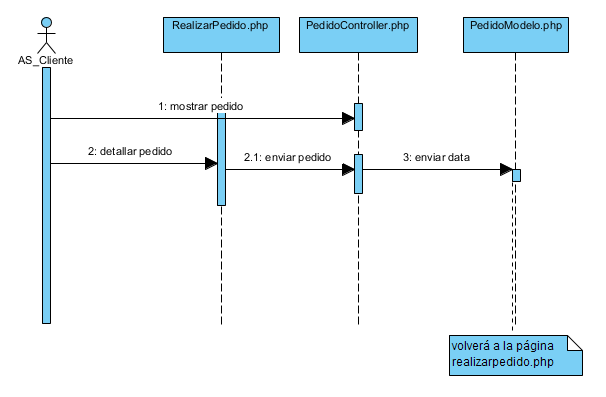 RealizarPedido.php
PedidoController.php
PedidoModelo.php
AS_Cliente
1: mostrar pedido
2: detallar pedido
2.1: enviar pedido
3: enviar data
volverá a la página
realizarpedido.php